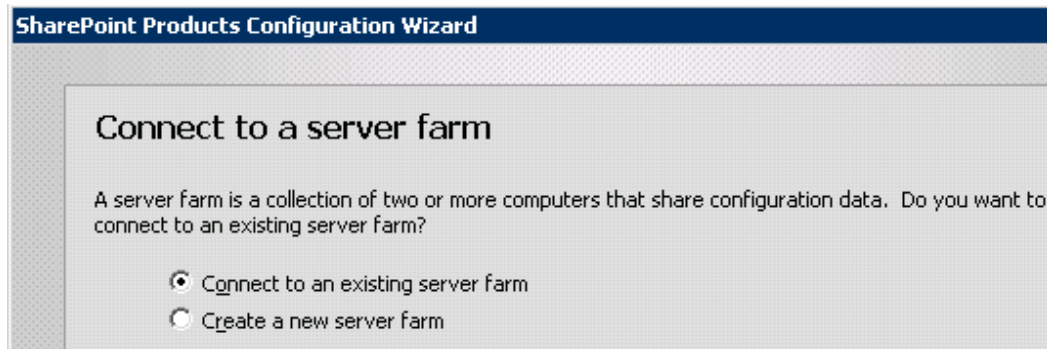 SharePoint Products Configuration Wizard
Connect to a server farm
A server farm is a collection of two or more computers that share configuration data.  Do you want to
connect to an existing server farm?
Connect to an existing server farm
Create a new server farm